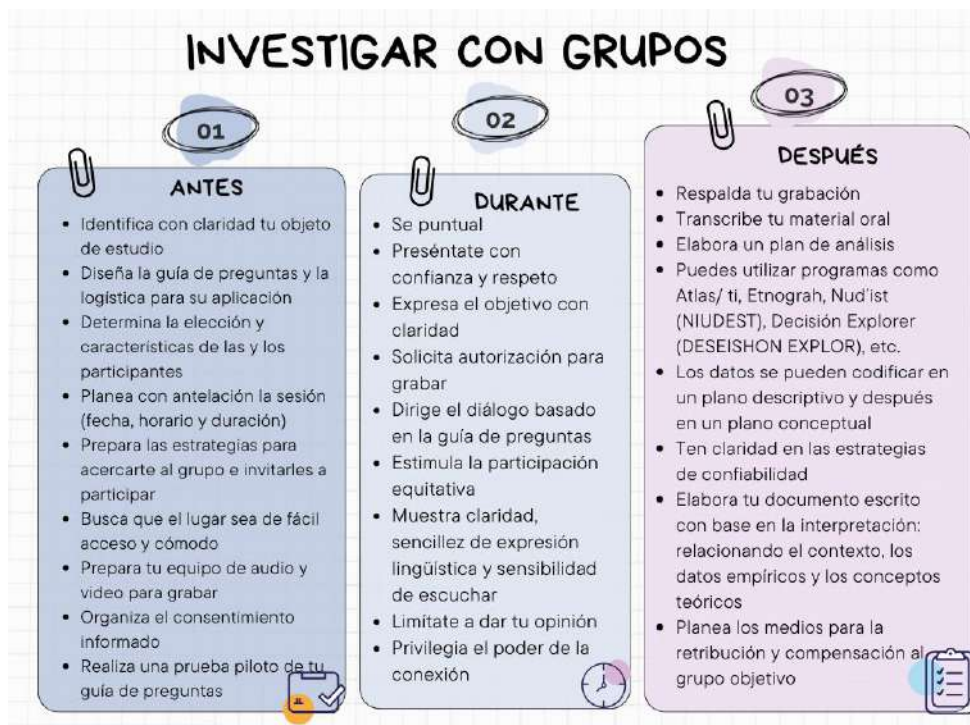 INVESTIGAR CON GRUPOS
01
ANTES
• Identifica con claridad tu objeto
de estudio
• Diseña la guía de preguntas y la
logística para su aplicación
• Determina la elección y
características de las y los
participantes
• Planea con antelación la sesión
(fecha, horario y duración)
• Prepara las estrategias para
acercarte al grupo e invitarles a
participar
• Busca que el lugar sea de fácil
acceso y cómodo
• Prepara tu equipo de audio y
video para grabar
• Organiza el consentimiento
informado
• Realiza una prueba piloto de tu
guía de preguntas
02
DURANTE
• Se puntual
• Preséntate con
confianza y respeto
• Expresa el objetivo con
claridad
• Solicita autorización para
grabar
• Dirige el diálogo basado
en la guía de preguntas
• Estimula la participación
equitativa
• Muestra claridad,
sencillez de expresión
lingüística y sensibilidad
de escuchar
• Limítate a dar tu opinión
• Privilegia el poder de la
conexión
03
DESPUÉS
• Respalda tu grabación
• Transcribe tu material oral
• Elabora un plan de análisis
• Puedes utilizar programas como
Atlas/ ti, Etnograh, Nud'ist
(NIUDEST), Decisión Explorer
(DESEISHON EXPLOR), etc.
• Los datos se pueden codificar en
un plano descriptivo y después
en un plano conceptual
• Ten claridad en las estrategias
de confiabilidad
• Elabora tu documento escrito
con base en la interpretación:
relacionando el contexto, los
datos empíricos y los conceptos
teóricos
• Planea los medios para la
retribución y compensación al
grupo objetivo